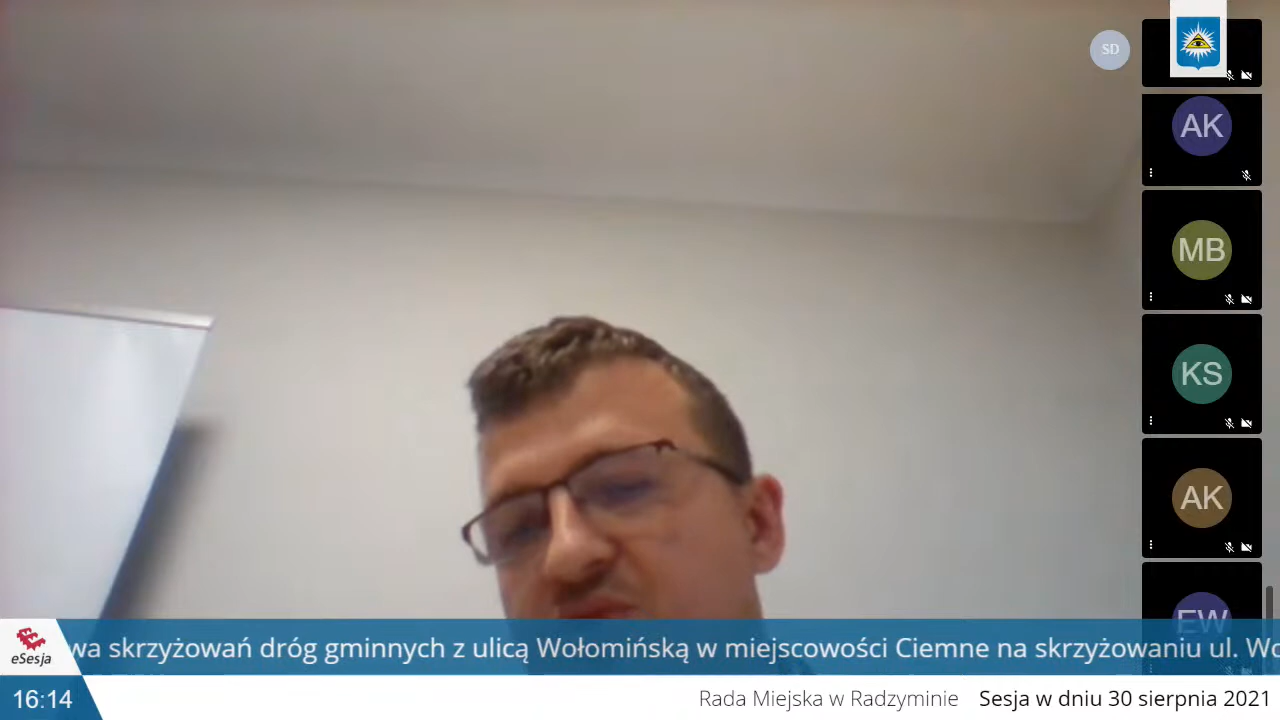 SD
AK
MB
KS
AK
EW
wa skrzyżowań dróg gminnych z ulicą Wołomińską w miejscowości Ciemne na skrzyżowaniu ul. Wo
eSesja
16:14
Rada Miejska w Radzyminie Sesja w dniu 30 sierpnia 2021